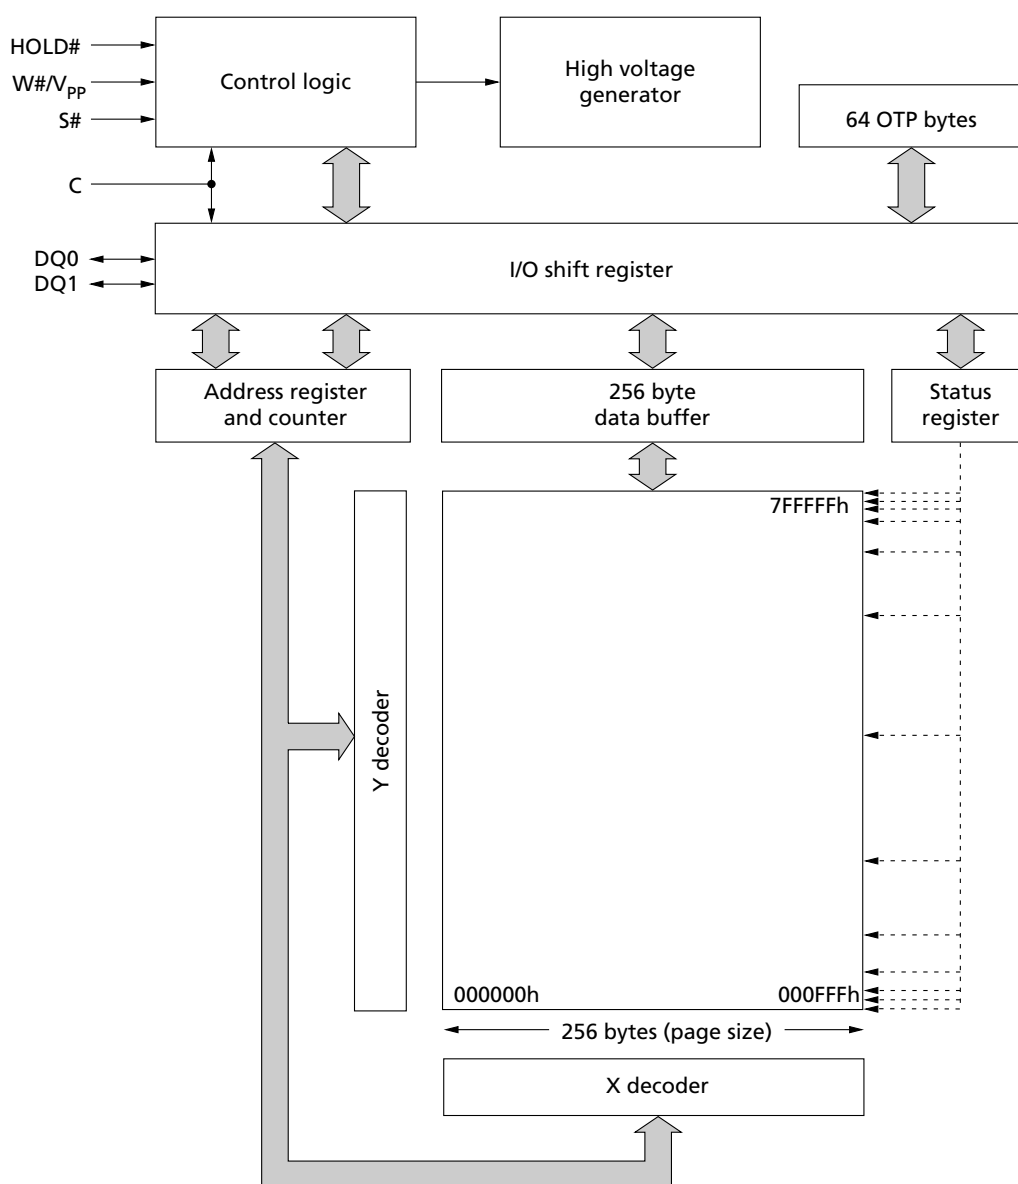 HOLD#
W#/VPP
S#
Control logic
High voltage
generator
64 OTP bytes
C
DQ0
DQ1
I/O shift register
Address register
and counter
256 byte
data buffer
Status
register
7FFFFFh
Y decoder
000000h
000FFFh
256 bytes (page size)
X decoder